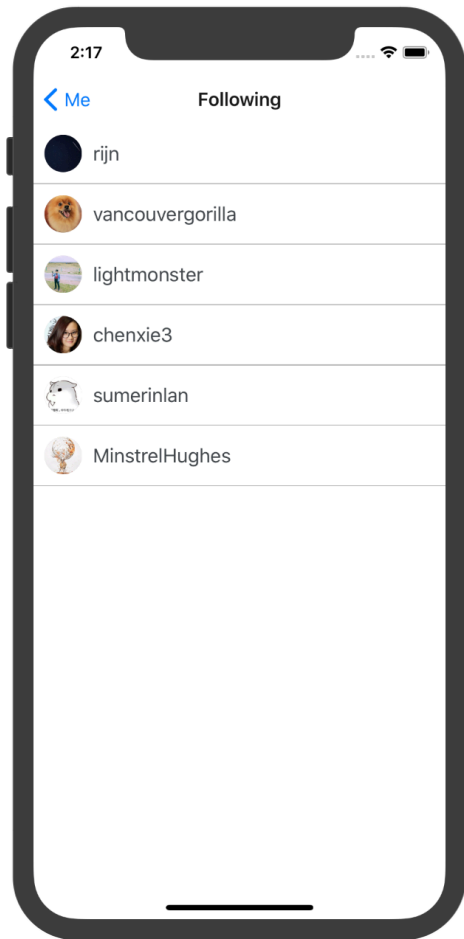 2:17
Me
Following
rijn
vancouvergorilla
lightmonster
chenxie3
sumerinlan
MinstrelHughes